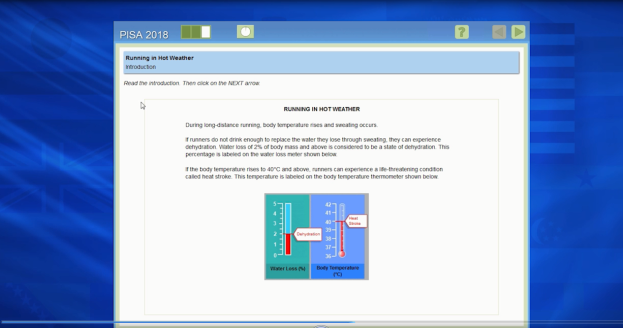 PISA 2018
?
Running in Hot Weather
Introduction
Read the introduction. Then click on the NEXT arrow.
RUNNING IN HOT WEATHER
During long-distance running, body temperature rises and sweating occurs.
If runners do not drink enough to replace the water they lose through sweating, they can experience
dehydration. Water loss of 2% of body mass and above is considered to be a state of dehydration. This
percentage is labeled on the water loss meter shown below.
If the body temperature rises to 40°C and above, runners can experience a life-threatening condition
called heat stroke. This temperature is labeled on the body temperature thermometer shown below.
5
4
3
2
1
0
Dehydration
Water Loss (%)
42
41
40
39
38
37
36
Heat
Stroke
Body Temperature
(°C)